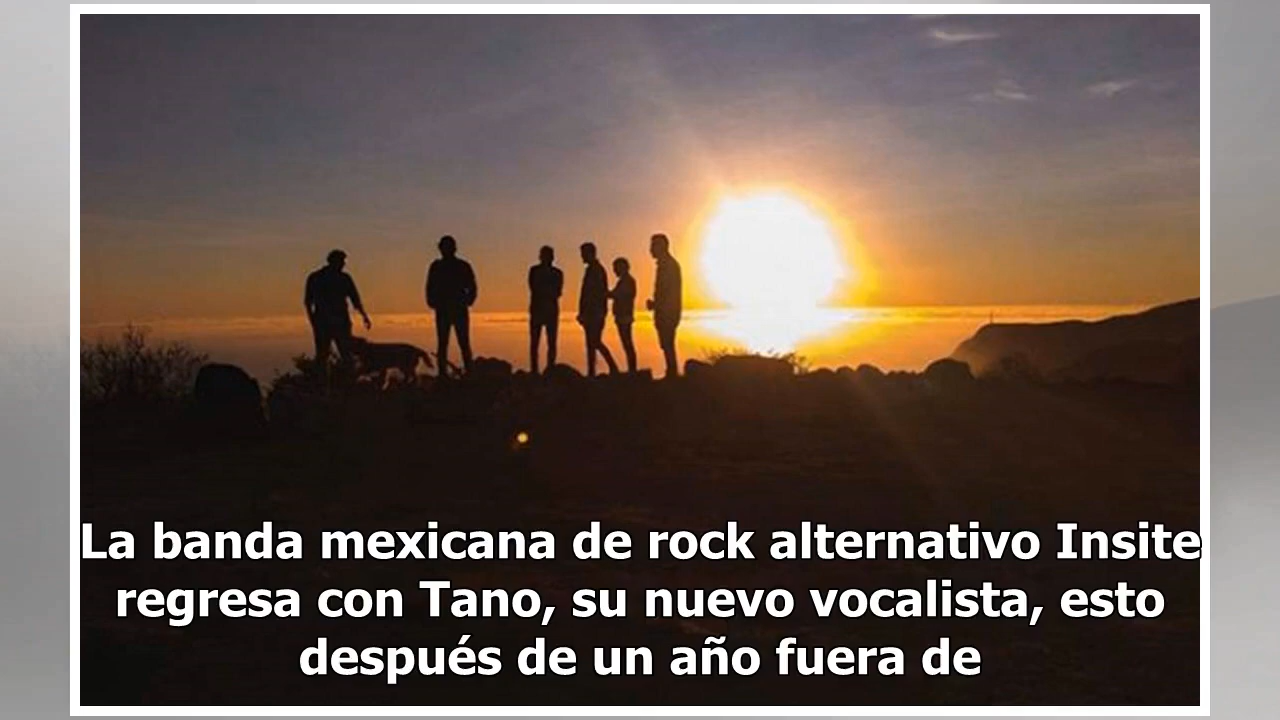 La banda mexicana de rock alternativo Insite
regresa con Tano, su nuevo vocalista, esto
después de un año fuera de